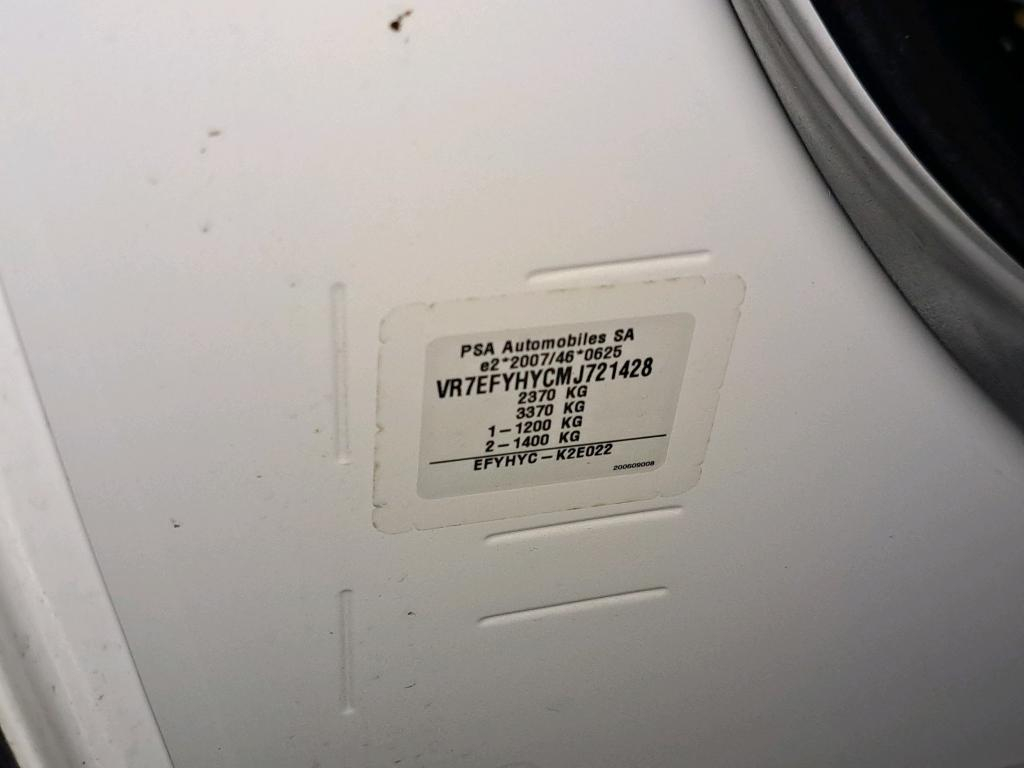 PSA Automobiles SA
e2*2007/46*0625
VR7EFYHYCMJ721428
2370 KG
3370 KG
1-1200 KG
2-1400 KG
EFYHYC-K2E022
200609008